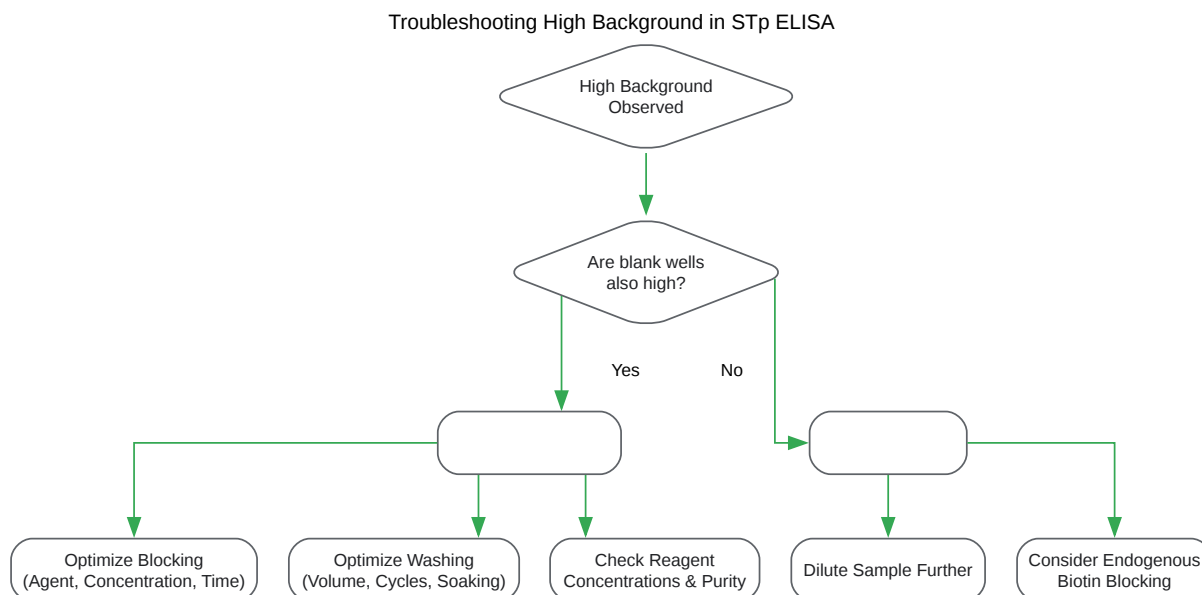 Troubleshooting High Background in STp ELISA
High Background
Observed
Are blank wells
also high?
Yes
No
Optimize Blocking
(Agent, Concentration, Time)
Optimize Washing
(Volume, Cycles, Soaking)
Check Reagent
Concentrations & Purity
Dilute Sample Further
Consider Endogenous
Biotin Blocking